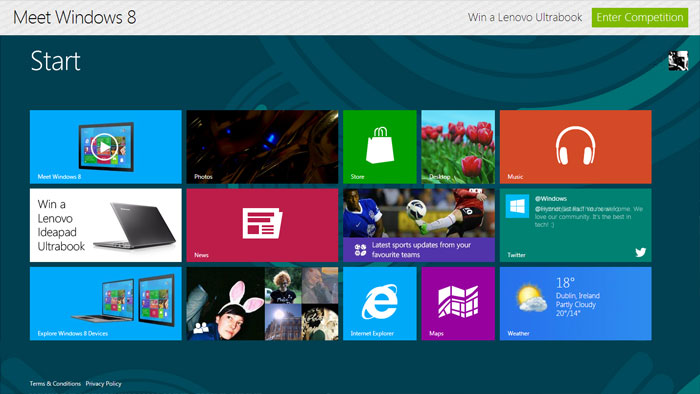 Meet Windows 8
Win a Lenovo Ultrabook
Enter Competition
Start
Meet Windows 8
Photos
Store
Desktop
Music
Win a
Lenovo
Ideapad
Ultrabook
News
Latest sports updates from your
favourite teams
@Windows
welcome. We
love our community. It's the best in
tech! :)
Twitter
Explore Windows 8 Devices
Internet Explorer
Maps
18°
Dublin, Ireland
Partly Cloudy
20°/14°
Weather
Terms & Conditions
Privacy Policy